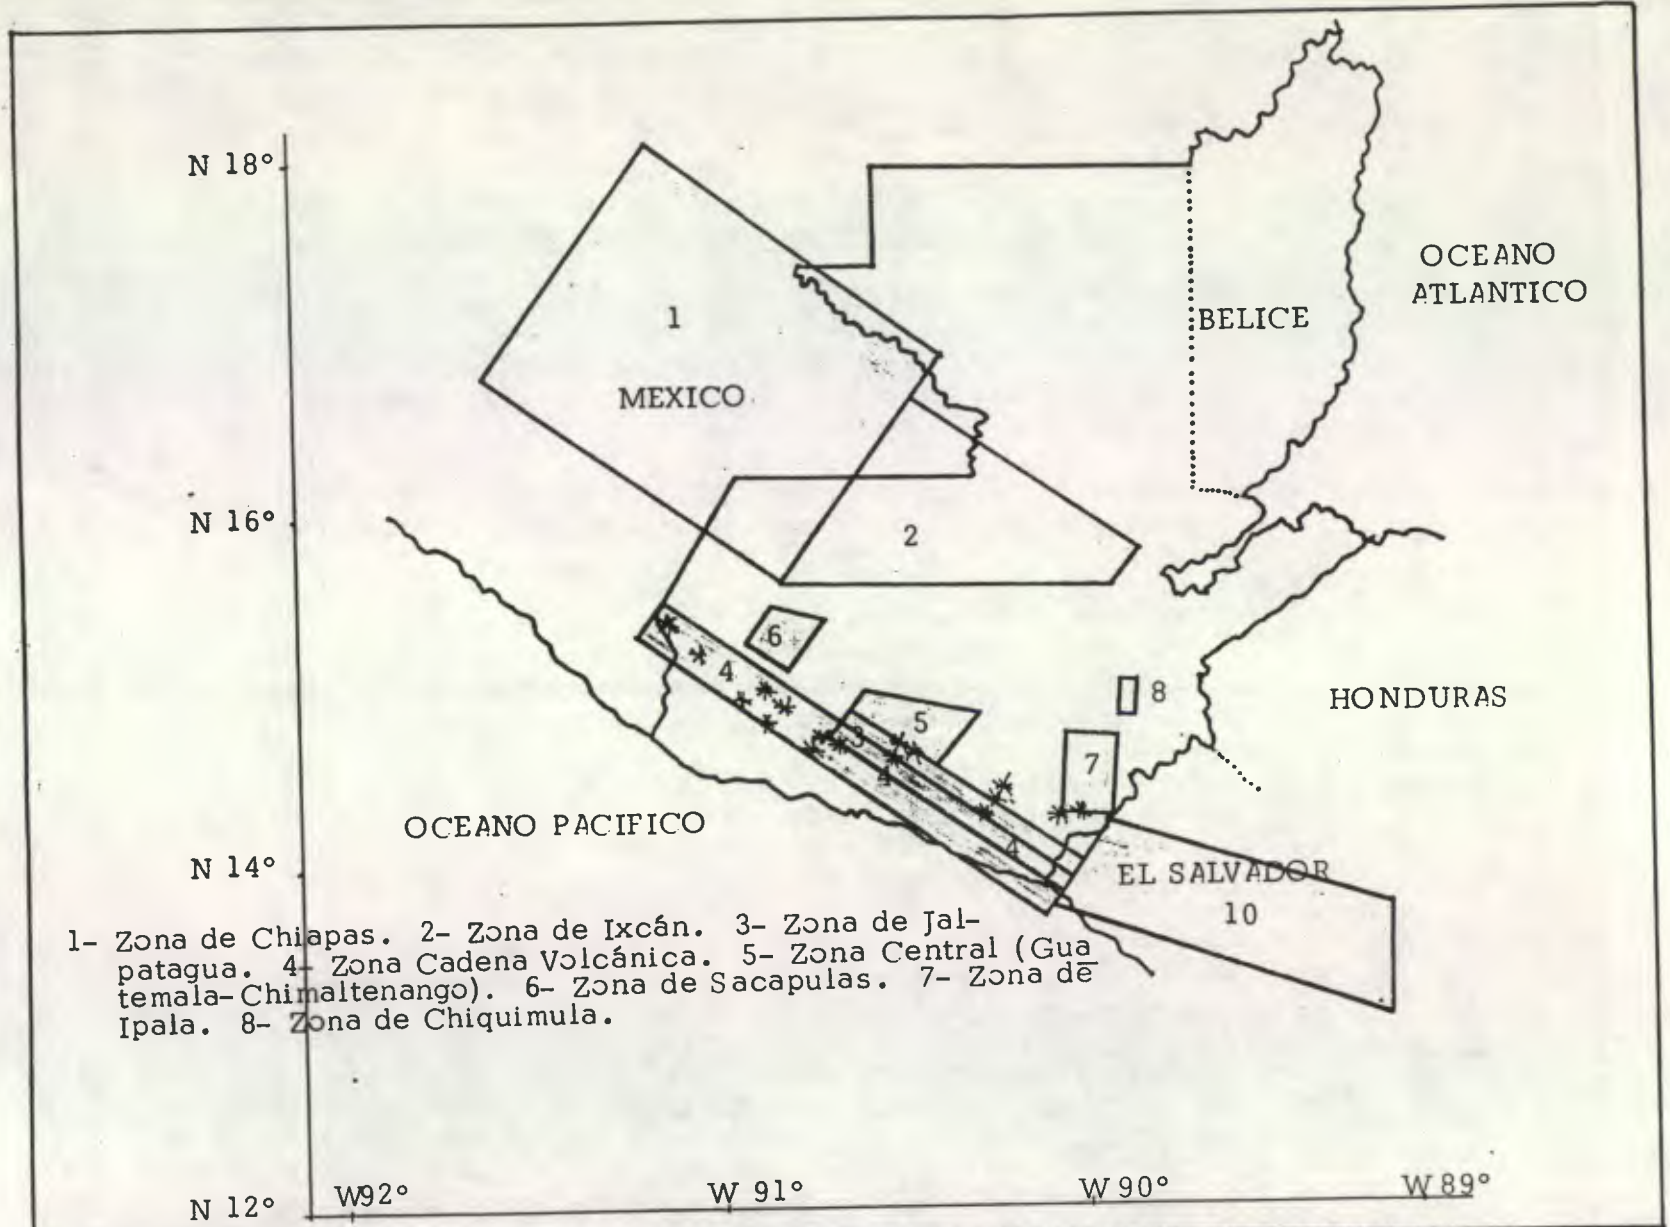 N 18°
OCEANO
ATLANTICO
BELICE
1
MEXICO
N 16°
2
6
4
8
HONDURAS
5
3
7
4
OCEANO PACIFICO
4
N 14°
EL SALVADOR
10
1- Zona de Chiapas. 2- Zona de Ixcán. 3- Zona de Jal-
patagua. 4- Zona Cadena Volcánica. 5- Zona Central (Gua
temala-Chimaltenango). 6- Zona de Sacapulas. 7- Zona de
Ipala. 8- Zona de Chiquimula.
N 12°
W92°
W 91°
W 90°
W 89°